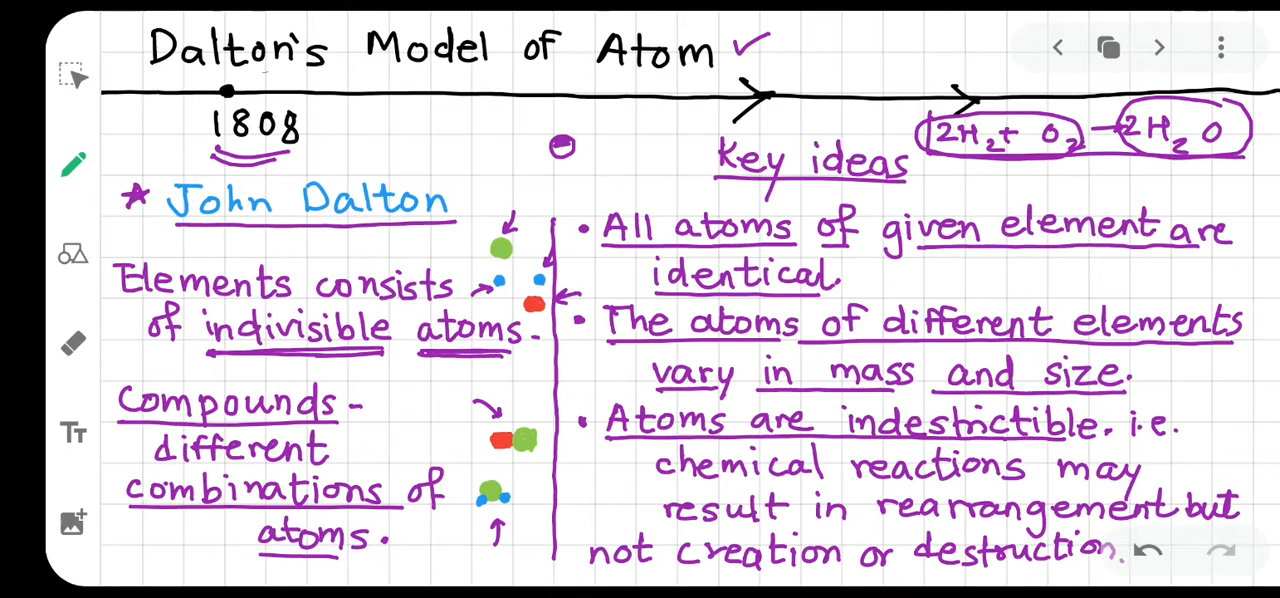 Dalton's Model of Atom
1808
2H2 + O2 → 2H2O
Key ideas
John Dalton
Elements consists
of indivisible atoms.
Compounds -
different
combinations of
atoms.
• All atoms of given element are
identical.
• The atoms of different elements
vary in mass and size.
• Atoms are indestrictible. i.e.
chemical reactions may
result in rearrangement but
not creation or destruction.
TT